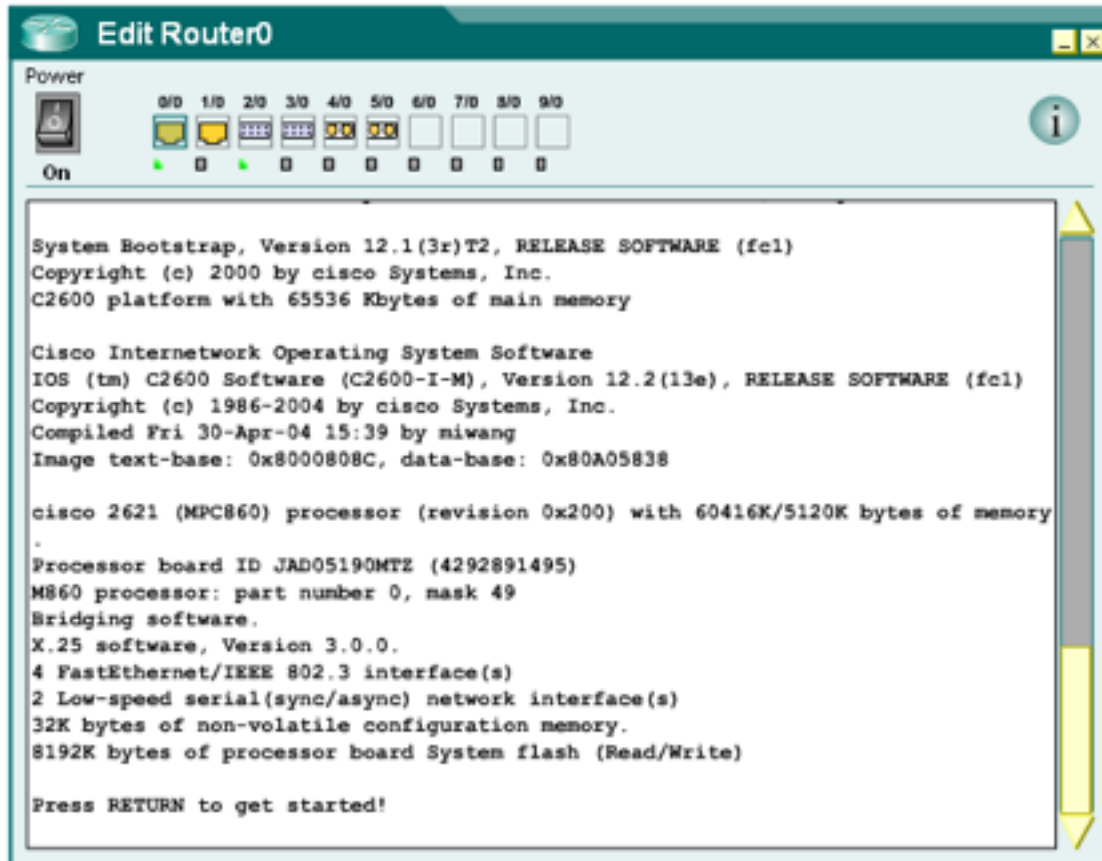 Edit Router0
Power
0/0 1/0 2/0 3/0 4/0 5/0 6/0 7/0 8/0 9/0
On
i
System Bootstrap, Version 12.1(3r)T2, RELEASE SOFTWARE (fc1)
Copyright (c) 2000 by cisco Systems, Inc.
C2600 platform with 65536 Kbytes of main memory
Cisco Internetwork Operating System Software
IOS (tm) C2600 Software (C2600-I-M), Version 12.2(13e), RELEASE SOFTWARE (fc1)
Copyright (c) 1986-2004 by cisco Systems, Inc.
Compiled Fri 30-Apr-04 15:39 by miwang
Image text-base: 0x8000808C, data-base: 0x80A05838
cisco 2621 (MPC860) processor (revision 0x200) with 60416K/5120K bytes of memory
.
Processor board ID JAD05190MTZ (4292891495)
M860 processor: part number 0, mask 49
Bridging software.
X.25 software, Version 3.0.0.
4 FastEthernet/IEEE 802.3 interface(s)
2 Low-speed serial(sync/async) network interface(s)
32K bytes of non-volatile configuration memory.
8192K bytes of processor board System flash (Read/Write)
Press RETURN to get started!